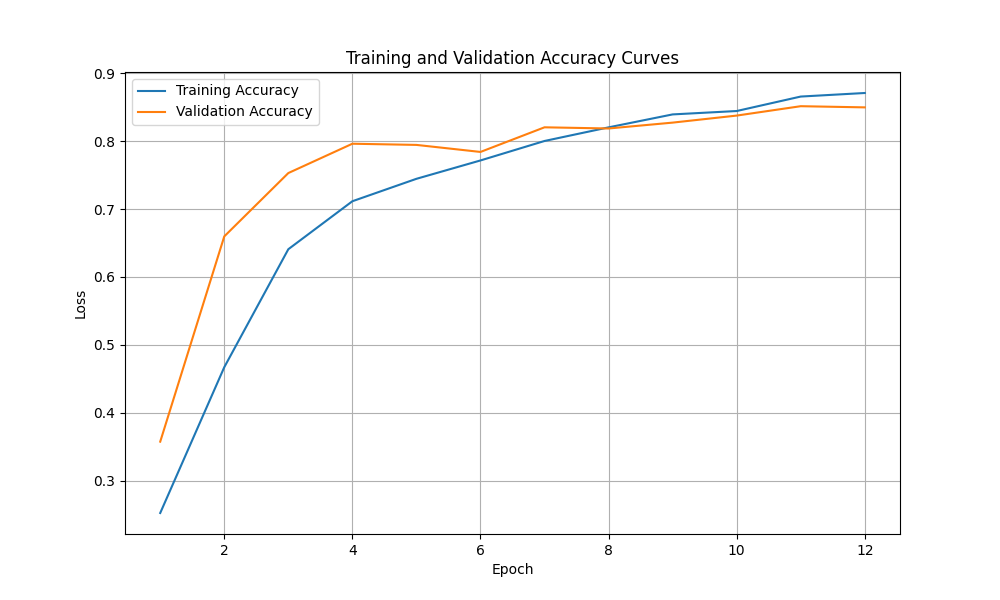 Training and Validation Accuracy Curves
Training Accuracy
Validation Accuracy
0.9
0.8
0.7
0.6
0.5
0.4
0.3
Loss
2 4 6 8 10 12
Epoch